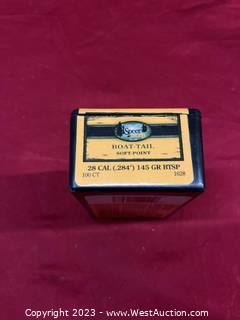 Speer
BOAT-TAIL
SOFT-POINT
28 CAL (.284") 145 GR BTSP
100 CT 1628
Copyright 2023 - www.WestAuction.com